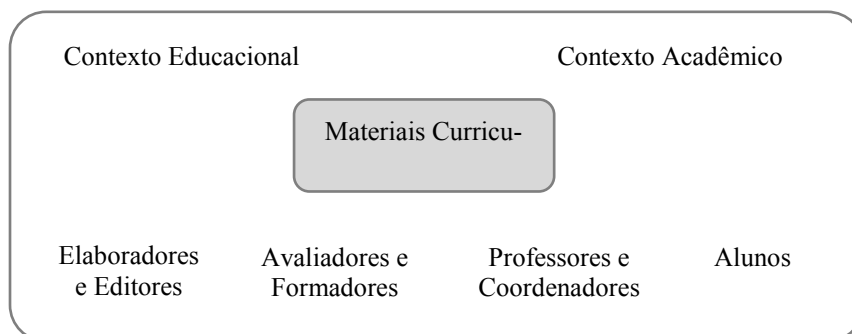 Contexto Educacional
Contexto Acadêmico
Materiais Curricu-
Elaboradores
e Editores
Avaliadores e
Formadores
Professores e
Coordenadores
Alunos